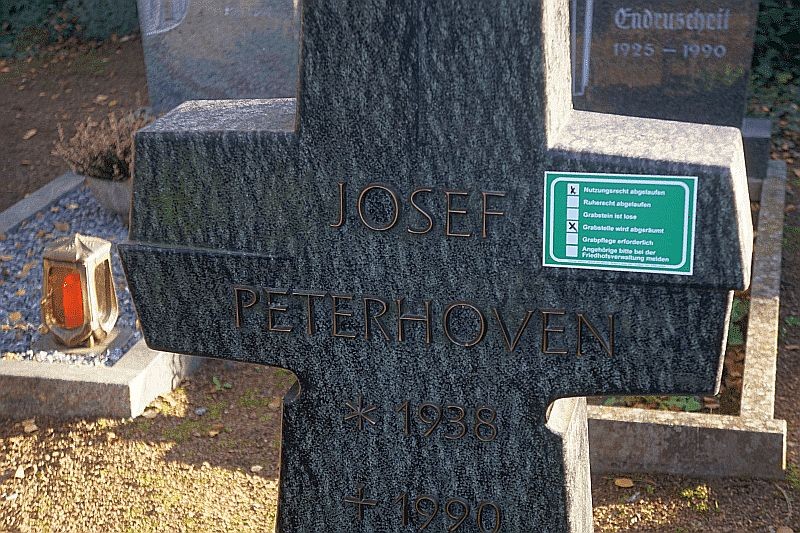 Endruscheit
1925 – 1990
JOSEF
PETERHOVEN
* 1938
+ 1990
x Nutzungsrecht abgelaufen
Ruherecht abgelaufen
Grabstein ist lose
x Grabstelle wird abgeräumt
Grabpflege erforderlich
Angehörige bitte bei der
Friedhofsverwaltung melden